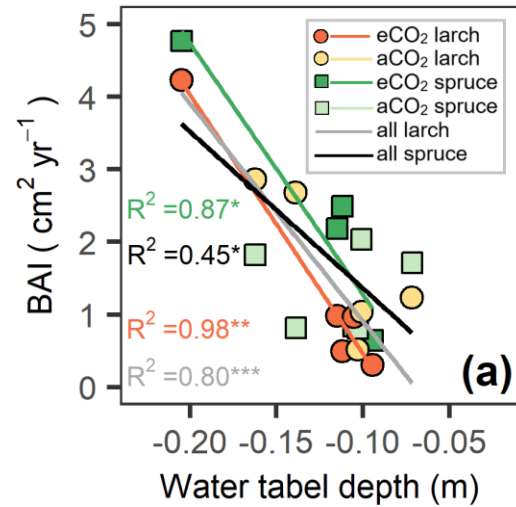 eCO₂ larch
aCO₂ larch
eCO₂ spruce
aCO₂ spruce
all larch
all spruce
R² =0.87*
R² =0.45*
R² =0.98**
R² =0.80***
(a)
BAI ( cm² yr⁻¹ )
5
4
3
2
1
0
-0.20 -0.15 -0.10 -0.05
Water tabel depth (m)